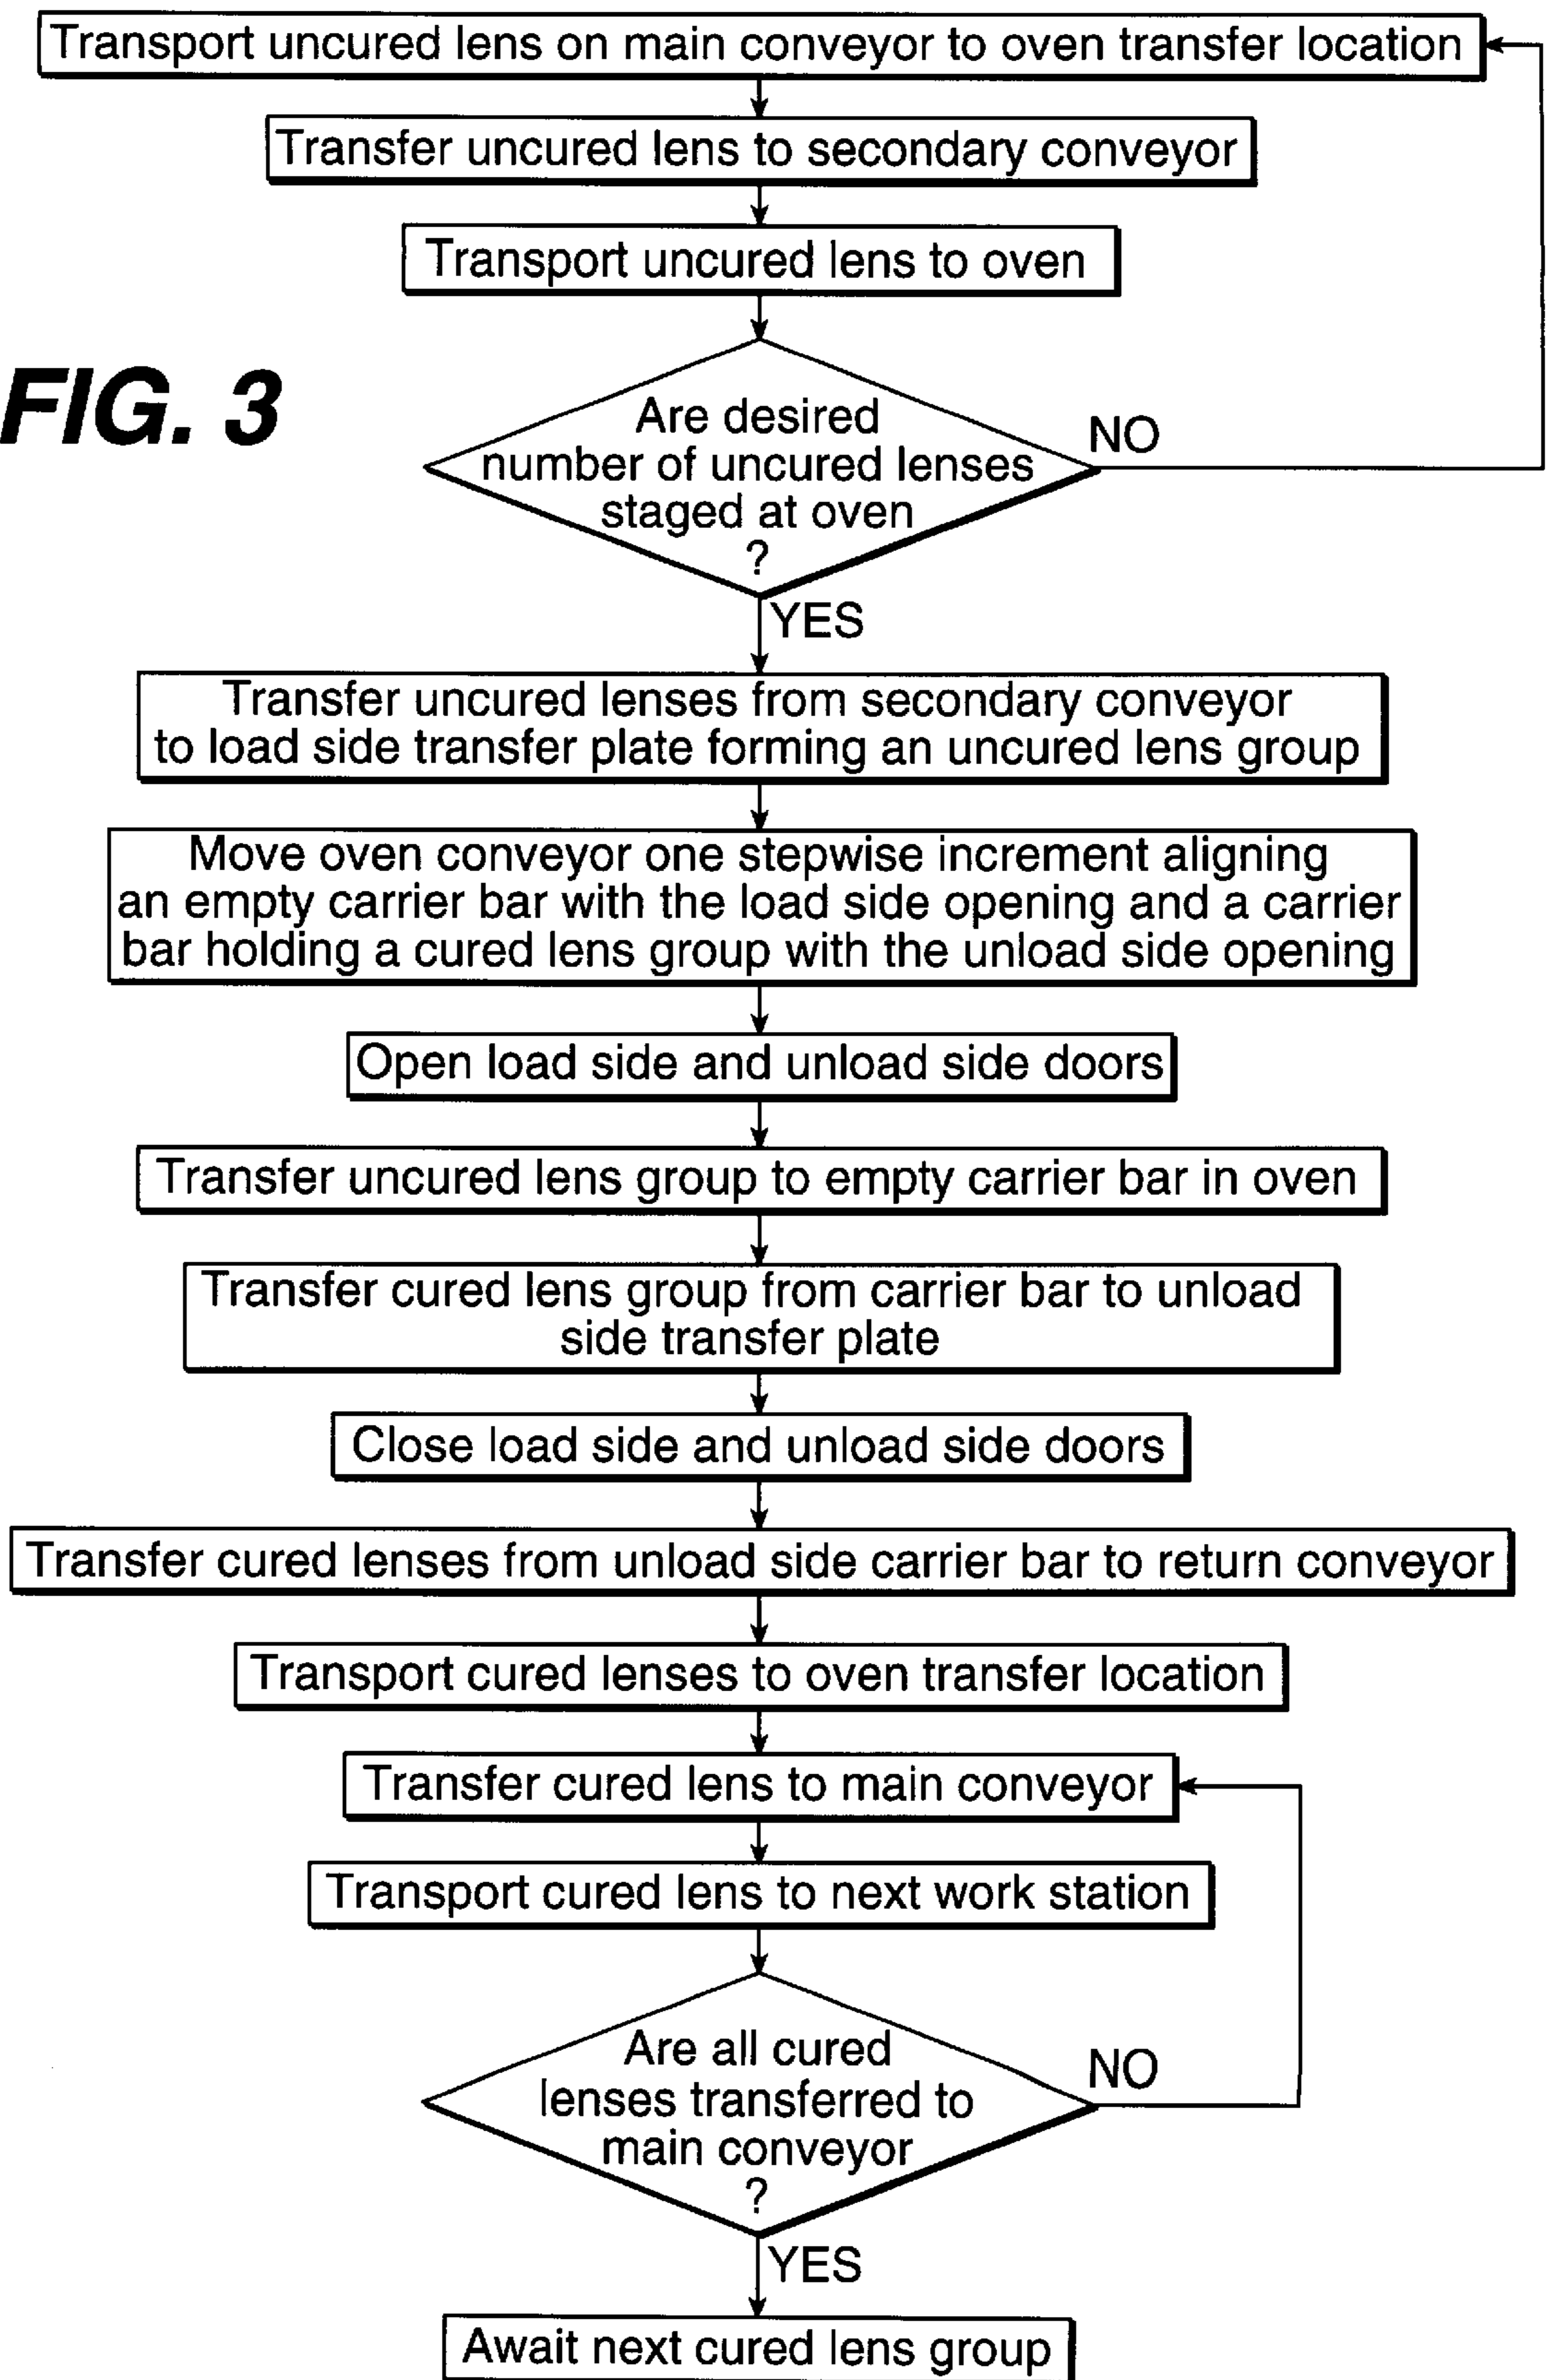 Transport uncured lens on main conveyor to oven transfer location
Transfer uncured lens to secondary conveyor
Transport uncured lens to oven
FIG. 3
Are desired
number of uncured lenses
staged at oven
?
NO
YES
Transfer uncured lenses from secondary conveyor
to load side transfer plate forming an uncured lens group
Move oven conveyor one stepwise increment aligning
an empty carrier bar with the load side opening and a carrier
bar holding a cured lens group with the unload side opening
Open load side and unload side doors
Transfer uncured lens group to empty carrier bar in oven
Transfer cured lens group from carrier bar to unload
side transfer plate
Close load side and unload side doors
Transfer cured lenses from unload side carrier bar to return conveyor
Transport cured lenses to oven transfer location
Transfer cured lens to main conveyor
Transport cured lens to next work station
Are all cured
lenses transferred to
main conveyor
?
NO
YES
Await next cured lens group